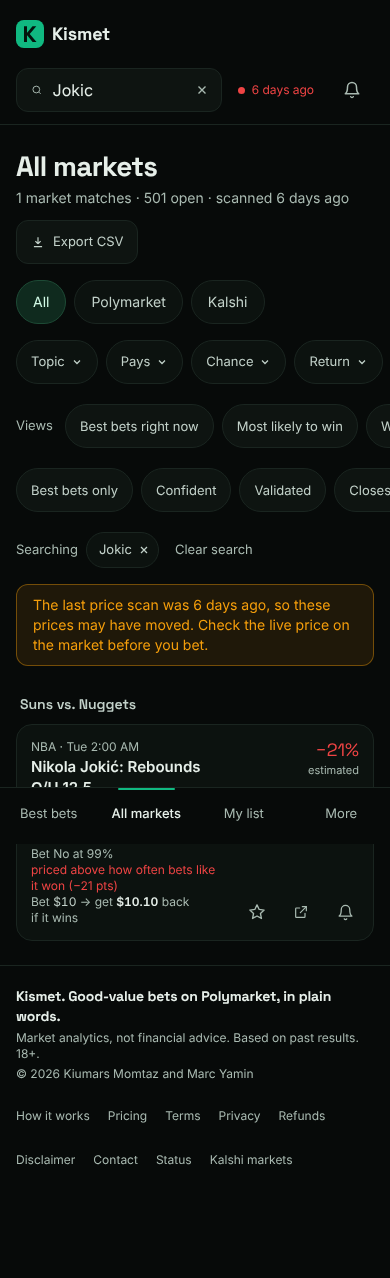 Kismet
Jokic
6 days ago
All markets
1 market matches · 501 open · scanned 6 days ago
Export CSV
All Polymarket Kalshi
Topic Pays Chance Return
Views Best bets right now Most likely to win
Best bets only Confident Validated Closes
Searching Jokic × Clear search
The last price scan was 6 days ago, so these
prices may have moved. Check the live price on
the market before you bet.
Suns vs. Nuggets
NBA · Tue 2:00 AM
−21%
Nikola Jokić: Rebounds
estimated
O/U 12.5
Best bets All markets My list More
Bet No at 99%
priced above how often bets like
it won (−21 pts)
Bet $10 → get $10.10 back
if it wins
Kismet. Good-value bets on Polymarket, in plain
words.
Market analytics, not financial advice. Based on past results.
18+.
© 2026 Kiumars Momtaz and Marc Yamin
How it works Pricing Terms Privacy Refunds
Disclaimer Contact Status Kalshi markets